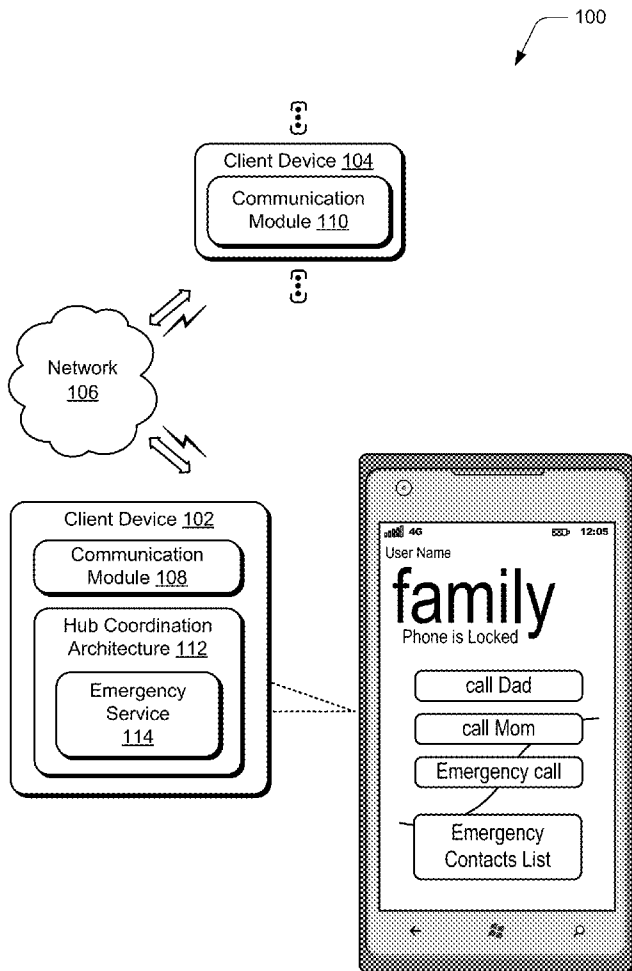 100
Client Device 104
Communication
Module 110
Network
106
Client Device 102
Communication
Module 108
Hub Coordination
Architecture 112
Emergency
Service
114
4G
12:05
User Name
family
Phone is Locked
call Dad
call Mom
Emergency call
Emergency
Contacts List